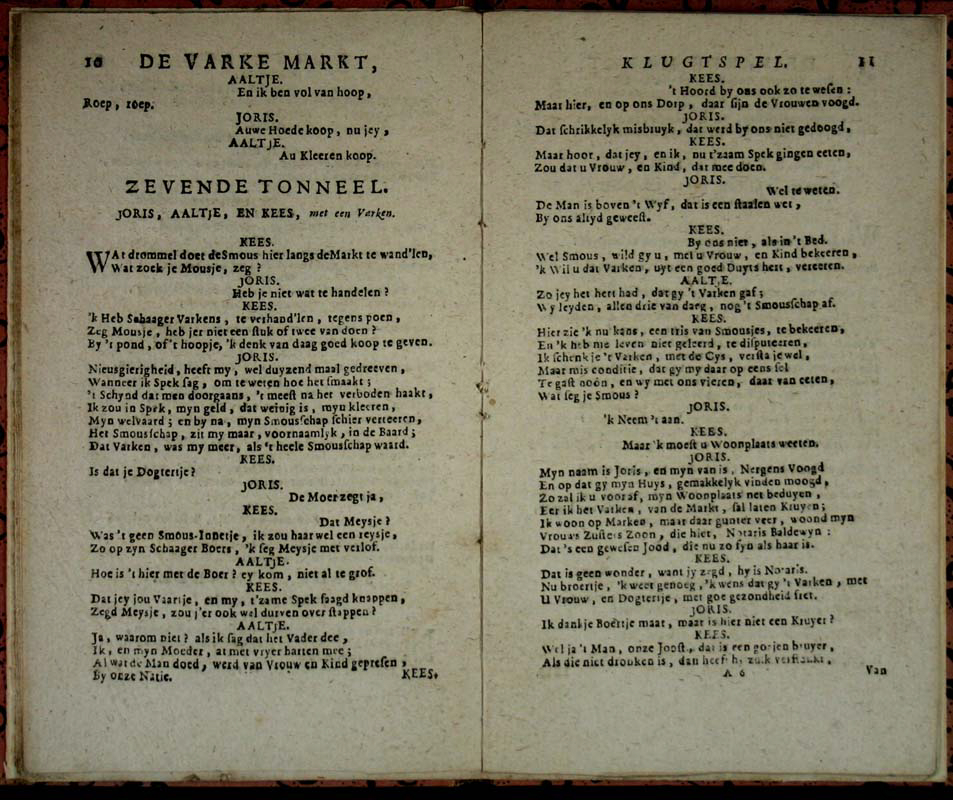 10 DE VARKE MARKT,
AALTJE.
En ik ben vol van hoop,
Roep, roep.
JORIS.
Auwe Hoede koop, nu jey,
AALTJE.
Au Kleeren koop.
ZEVENDE TONNEEL.
JORIS, AALTJE, EN KEES, met een Varken.
KEES.
WAt drommel doet de Smous hier langs de Markt te wand'len,
Wat zoek je Mousje, zeg?
JORIS.
Heb je niet wat te handelen?
KEES.
'k Heb Schaager Varkens, te verhand'len, tegens poen,
Zeg Mousje, heb jer niet een stuk of twee van doen?
By 't pond, of 't hoopje, 'k denk van daag goed koop te geven.
JORIS.
Nieusgierigheid, heeft my, wel duyzend maal gedreeven,
Wanneer ik Spek sag, om te weten hoe het smaakt;
't Schynd dat men doorgaans, 't meest na het verboden haakt,
Ik zou in Spek, myn geld, dat weinig is, myn kleeren,
Myn welvaard; en by na, myn Smousschap schier verteeren,
Het Smousschap, zit my maar, voornaamlyk, in de Baard;
Dat Varken, was my meer, als 't heele Smousschap waard.
KEES.
Is dat je Dogtertje?
JORIS.
De Moer zegt ja,
KEES.
Dat Meysje?
Was 't geen Smous-Jonetje, ik zou haar wel een reysje,
Zo op zyn Schaager Boers, 'k seg Meysje met verlof.
AALTJE.
Hoe is 't hier met de Boer? ey kom, niet al te grof.
KEES.
Dat jey jou Vaartje, en my, t'zame Spek saagd knappen,
Zegd Meysje, zou j'er ook wel durven over stappen?
AALTJE.
Ja, waarom niet? als ik sag dat het Vader dee,
Ik, en myn Moeder, at met vryer harten mee;
Al wat de Man doed, werd van Vrouw en Kind gepresen,
By onze Natie.
KEES.
KLUGTSPEL. 11
KEES.
't Hoord by ons ook zo te wesen:
Maar hier, en op ons Dorp, daar sijn de Vrouwen voogd.
JORIS.
Dat schrikkelyk misbruyk, dat werd by ons niet gedoogd,
KEES.
Maar hoor, dat jey, en ik, nu t'zaam Spek gingen eeten,
Zou dat u Vrouw, en Kind, dat mee doen.
JORIS.
Wel te weten.
De Man is boven 't Wyf, dat is een staalen wet,
By ons altyd geweest.
KEES.
By ons niet, als in 't Bed.
Wel Smous, wild gy u, met u Vrouw, en Kind bekeeren,
'k Wil u dat Varken, uyt een goed Duyts hert, vereeren.
AALTJE.
Zo jey het hert had, dat gy 't Varken gaf;
Wy leyden, allen drie van darg, nog 't Smousschap af.
KEES.
Hier zie 'k nu kans, een tris van Smousjes, te bekeeren,
En 'k heb mie leven niet geleerd, te disputeeren,
Ik schenk je 't Varken, met de Cys, versta je wel,
Maar mis conditie, dat gy my daar op eens sel
Te gast noón, en wy met ons vieren, daar van eeten,
Wat seg je Smous?
JORIS.
'k Neem 't aan.
KEES.
Maar 'k moest u Woonplaats weeten.
JORIS.
Myn naam is Joris, en myn van is, Nergens Voogd
En op dat gy myn Huys, gemakkelyk vinden moogd,
Zo zal ik u vooraf, myn Woonplaats net beduyen,
Eer ik het Varken, van de Markt, sal laten Kruyen;
Ik woon op Marken, maar daar gunter veer, woond myn
Vrouws Zusters Zoon, die hiet, Notaris Baldewyn:
Dat 's een gewesen Jood, die nu zo fyn als haar is.
KEES.
Dat is geen wonder, want jy zegd, hy is Notaris.
Nu broertje, 'k weet genoeg, 'k wens dat gy 't Varken, met
U Vrouw, en Dogtertje, met goe gezondheid fret.
JORIS.
Ik dank je Boertje maat, maar is hier niet een Kruyer?
KEES.
Wel ja 't Man, onze Joost, dat is een
Als die niet dronken is, dan heeft hy
A 6 Van